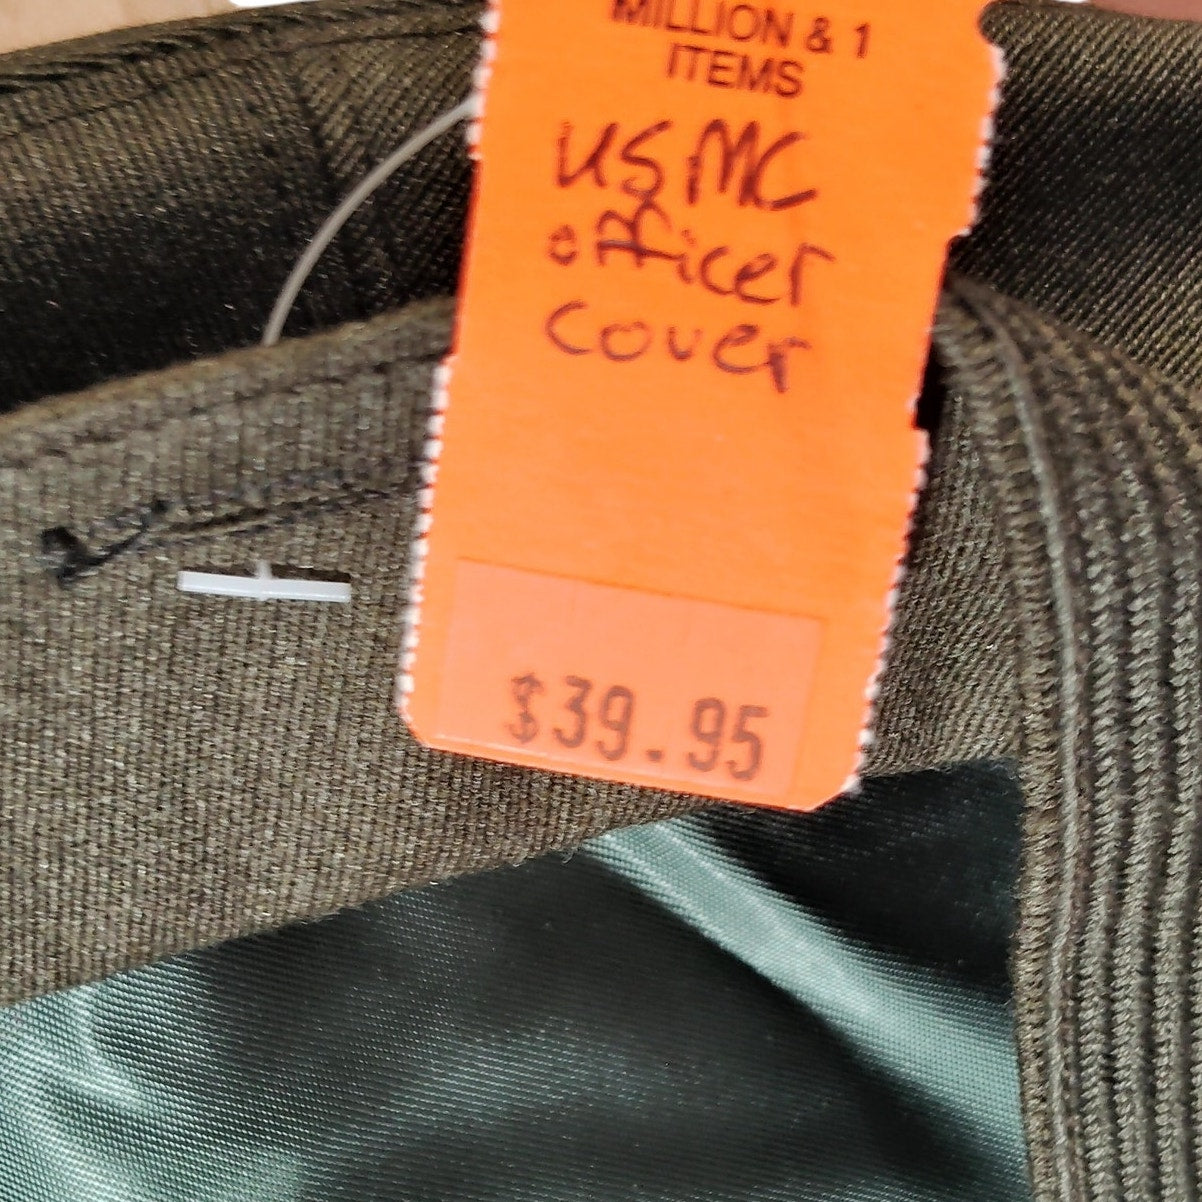 MILLION & 1
ITEMS
USMC
officer
cover
$39.95